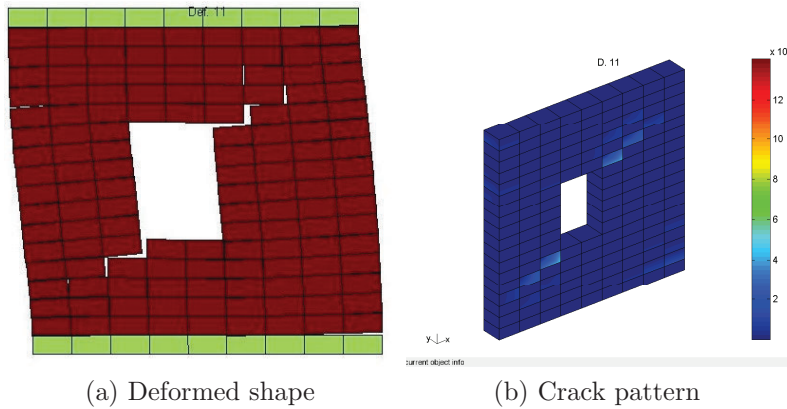 Def. 11
D. 11
x 10
12
10
8
6
4
2
y
x
current object info
(a) Deformed shape
(b) Crack pattern